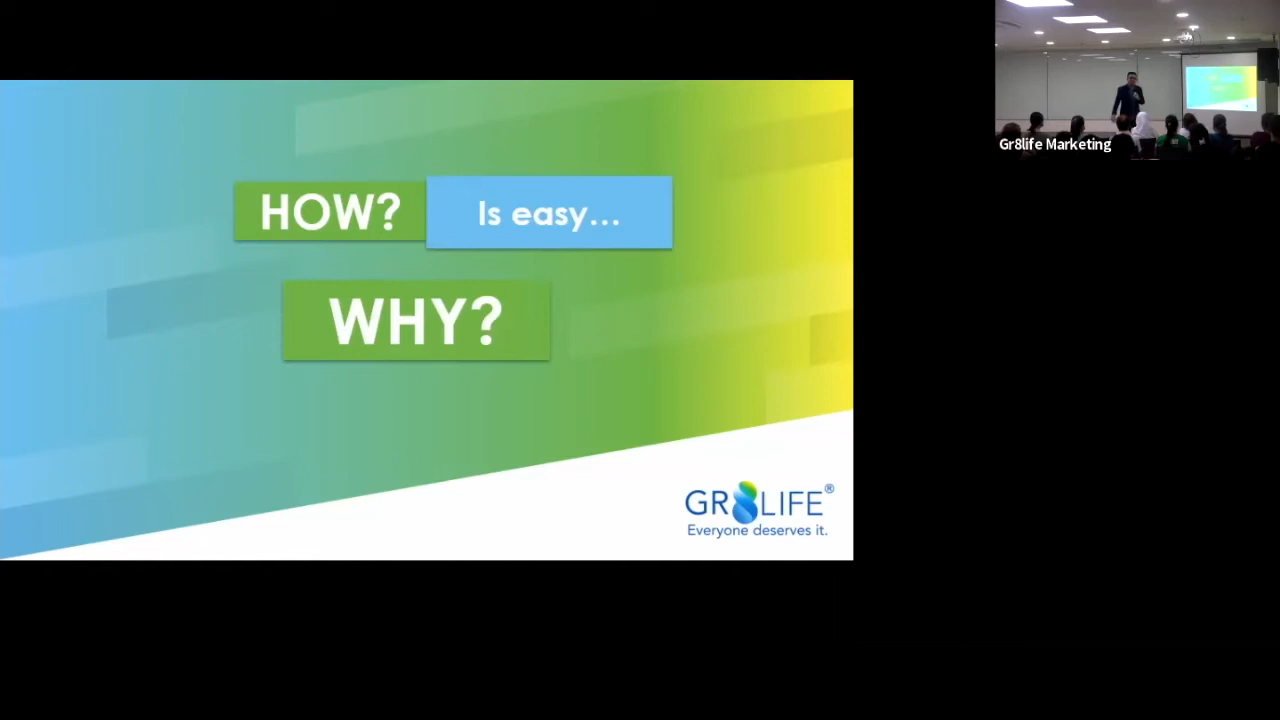 HOW? Is easy...
WHY?
GR8LIFE®
Everyone deserves it.
Gr8life Marketing